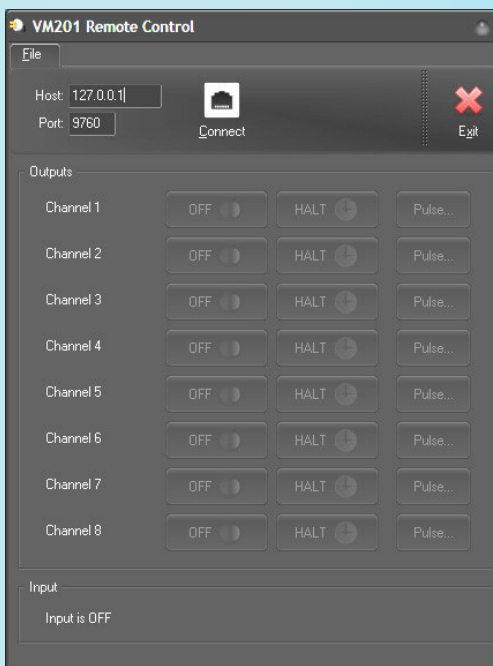 VM201 Remote Control
File
Host: 127.0.0.1
Port: 9760
Connect
Exit
Outputs
Channel 1 OFF HALT Pulse...
Channel 2 OFF HALT Pulse...
Channel 3 OFF HALT Pulse...
Channel 4 OFF HALT Pulse...
Channel 5 OFF HALT Pulse...
Channel 6 OFF HALT Pulse...
Channel 7 OFF HALT Pulse...
Channel 8 OFF HALT Pulse...
Input
Input is OFF